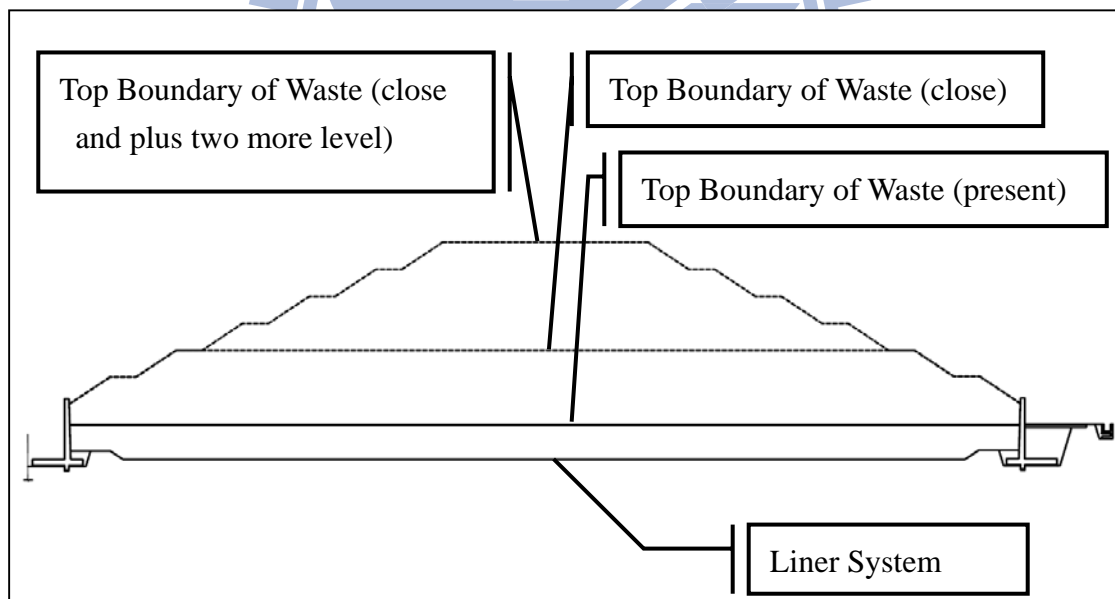 Top Boundary of Waste (close
and plus two more level)
Top Boundary of Waste (close)
Top Boundary of Waste (present)
Liner System